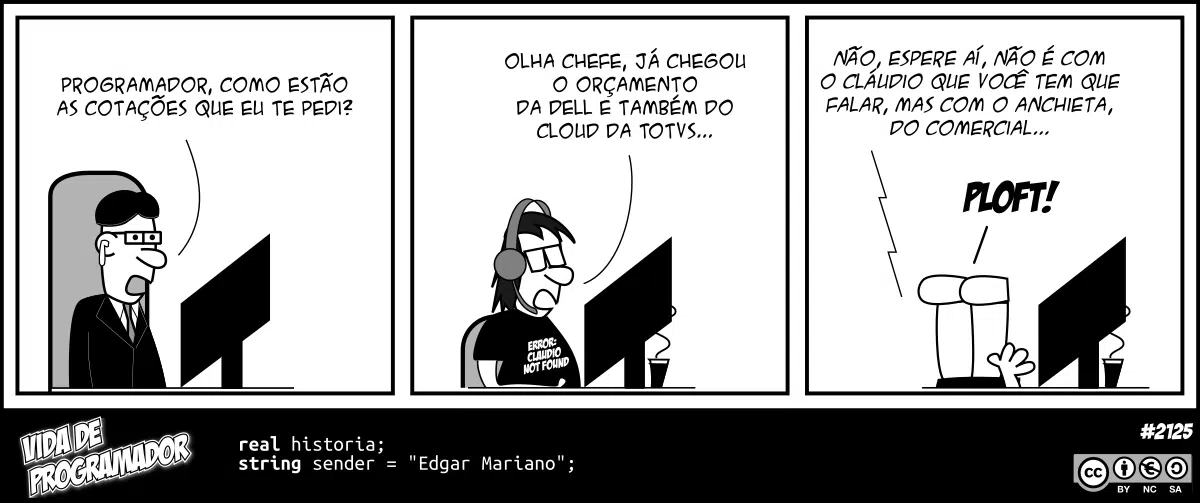 PROGRAMADOR, COMO ESTÃO
AS COTAÇÕES QUE EU TE PEDI?
OLHA CHEFE, JÁ CHEGOU
O ORÇAMENTO
DA DELL E TAMBÉM DO
CLOUD DA TOTVS...
ERROR:
CLAUDIO
NOT FOUND
NÃO, ESPERE AÍ, NÃO É COM
O CLÁUDIO QUE VOCÊ TEM QUE
FALAR, MAS COM O ANCHIETA,
DO COMERCIAL...
PLOFT!
VIDA DE
PROGRAMADOR
real historia;
string sender = "Edgar Mariano";
#2125
cc
BY NC SA